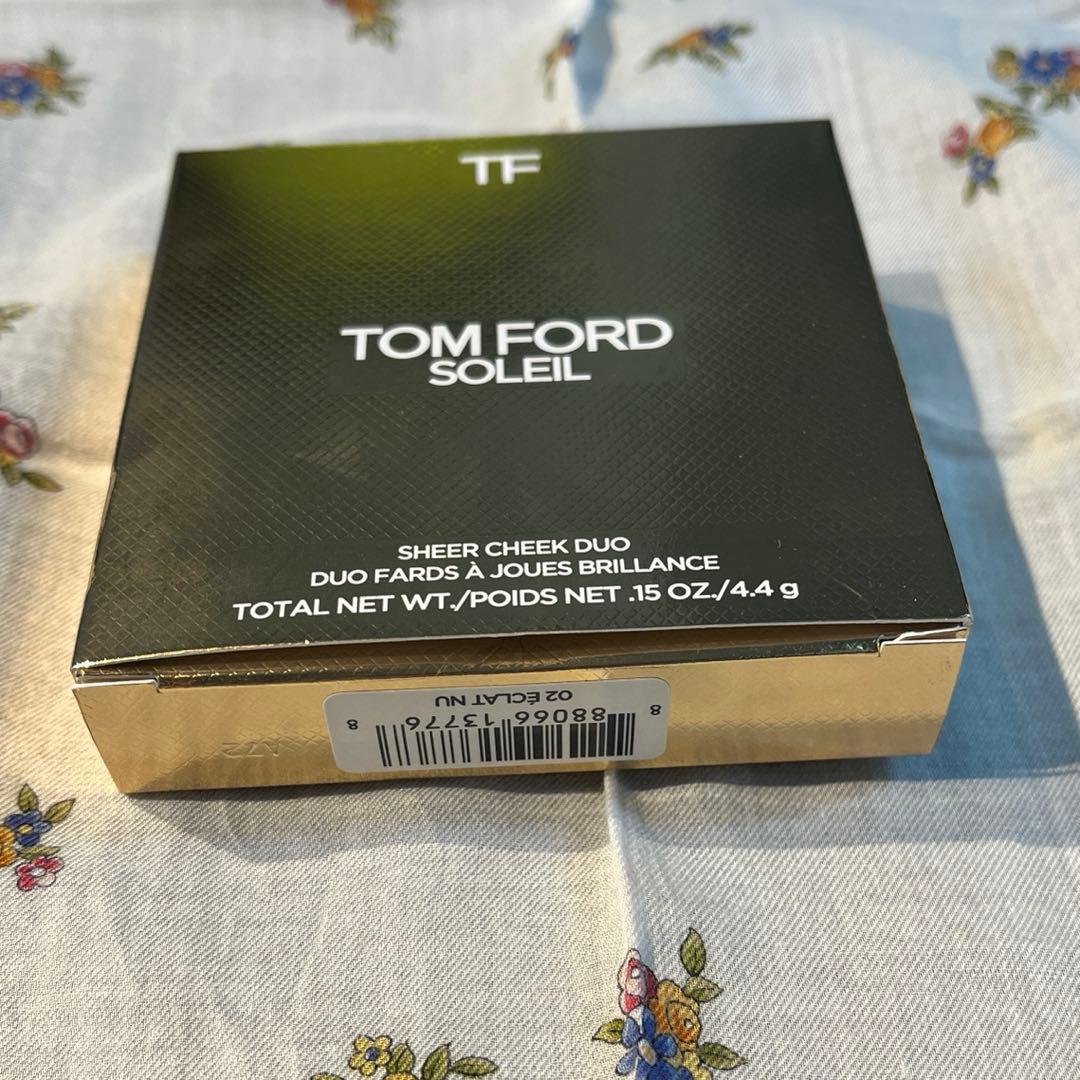 TF
TOM FORD
SOLEIL
SHEER CHEEK DUO
DUO FARDS À JOUES BRILLANCE
TOTAL NET WT./POIDS NET .15 OZ./4.4 g
02 ÉCLAT NU
8 88066 13776 8
A72